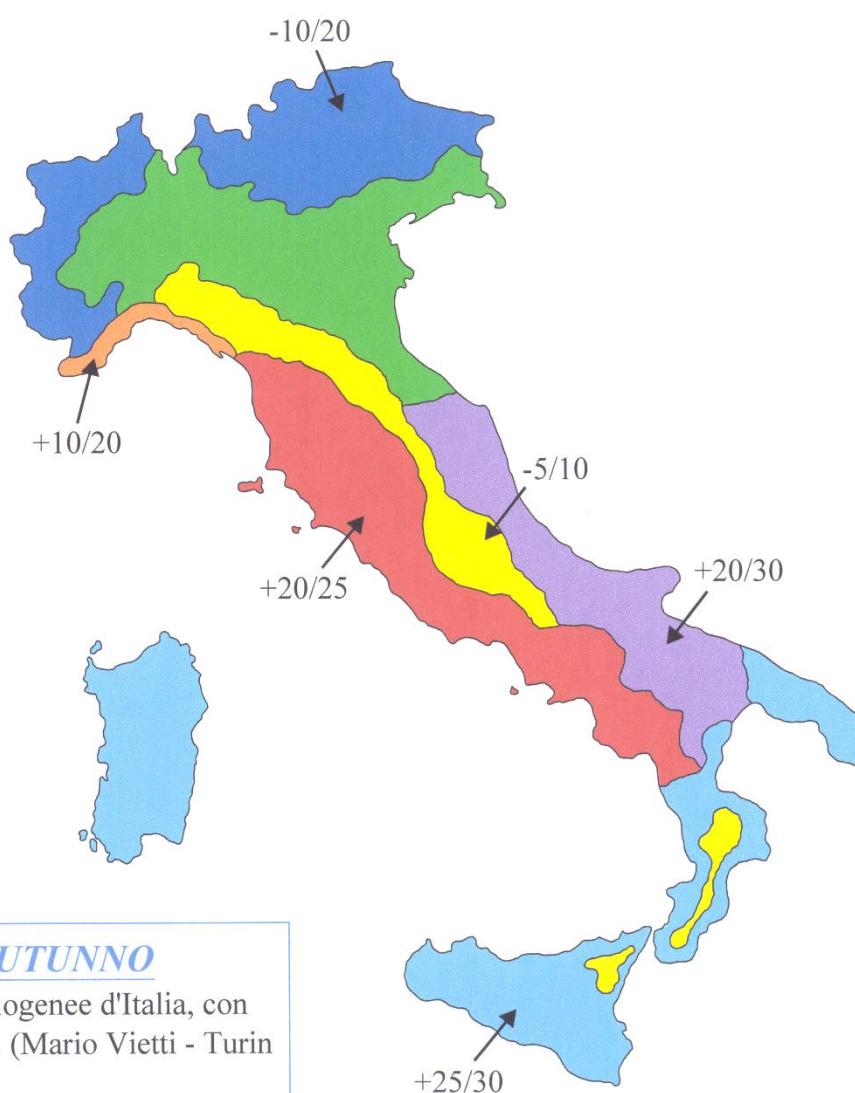 -10/20
+10/20
-5/10
+20/25
+20/30
UTUNNO
ogenee d'Italia, con
(Mario Vietti - Turin
+25/30